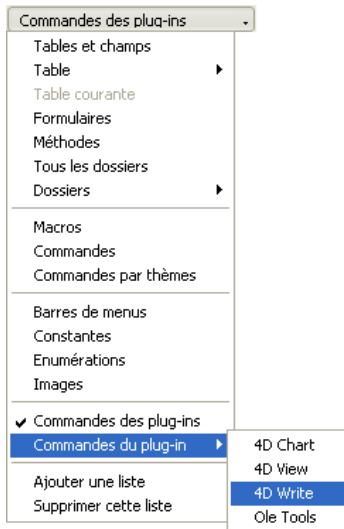 Commandes des plug-ins
Tables et champs
Table
Table courante
Formulaires
Méthodes
Tous les dossiers
Dossiers
Macros
Commandes
Commandes par thèmes
Barres de menus
Constantes
Enumérations
Images
Commandes des plug-ins
Commandes du plug-in
4D Chart
4D View
4D Write
Ole Tools
Ajouter une liste
Supprimer cette liste